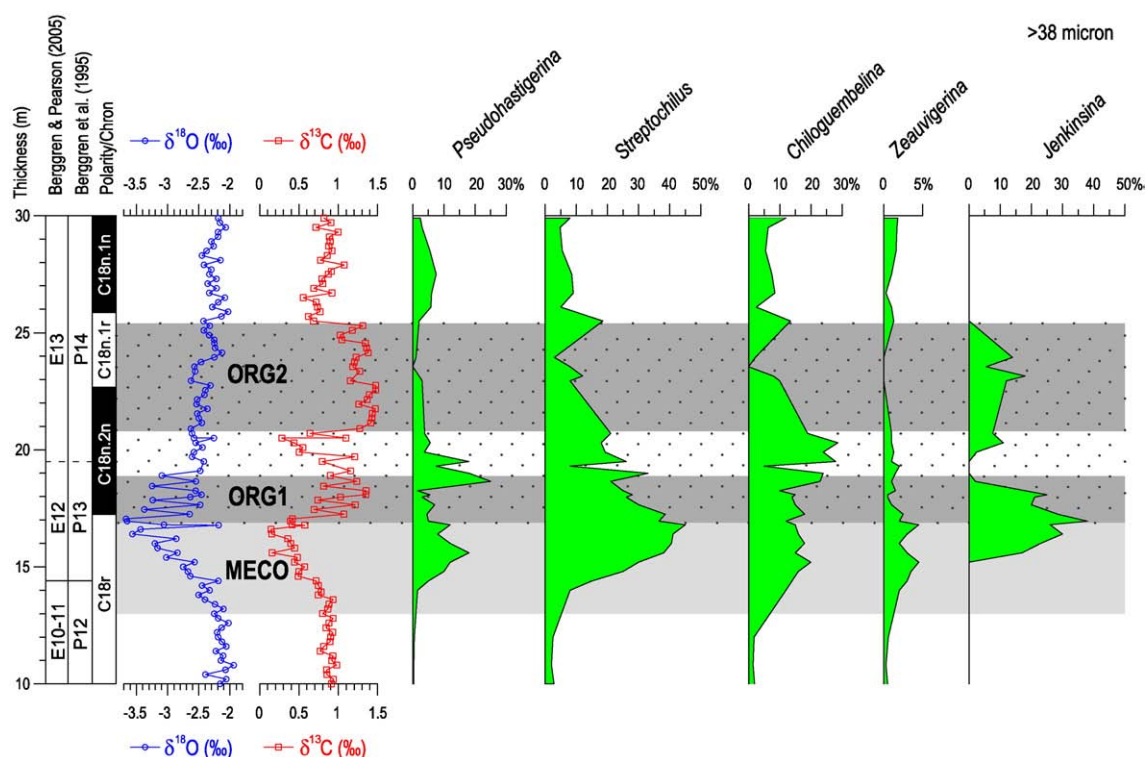 >38 micron
Thickness (m)
Berggren & Pearson (2005)
Berggren et al. (1995)
Polarity/Chron
δ18O (‰)
δ13C (‰)
Pseudohastigerina
Streptochilus
Chiloguembelina
Zeauvigerina
Jenkinsina
-3.5 -3 -2.5 -2
0 0.5 1 1.5
0 10 20 30%
0 10 20 30 40 50%
0 10 20 30%
0 5%
0 10 20 30 40 50%
30
25
20
15
10
E13
E12
E10-11
P14
P13
P12
C18n.1n
C18n.1r
C18n.2n
C18r
ORG2
ORG1
MECO
-3.5 -3 -2.5 -2
0 0.5 1 1.5
δ18O (‰)
δ13C (‰)